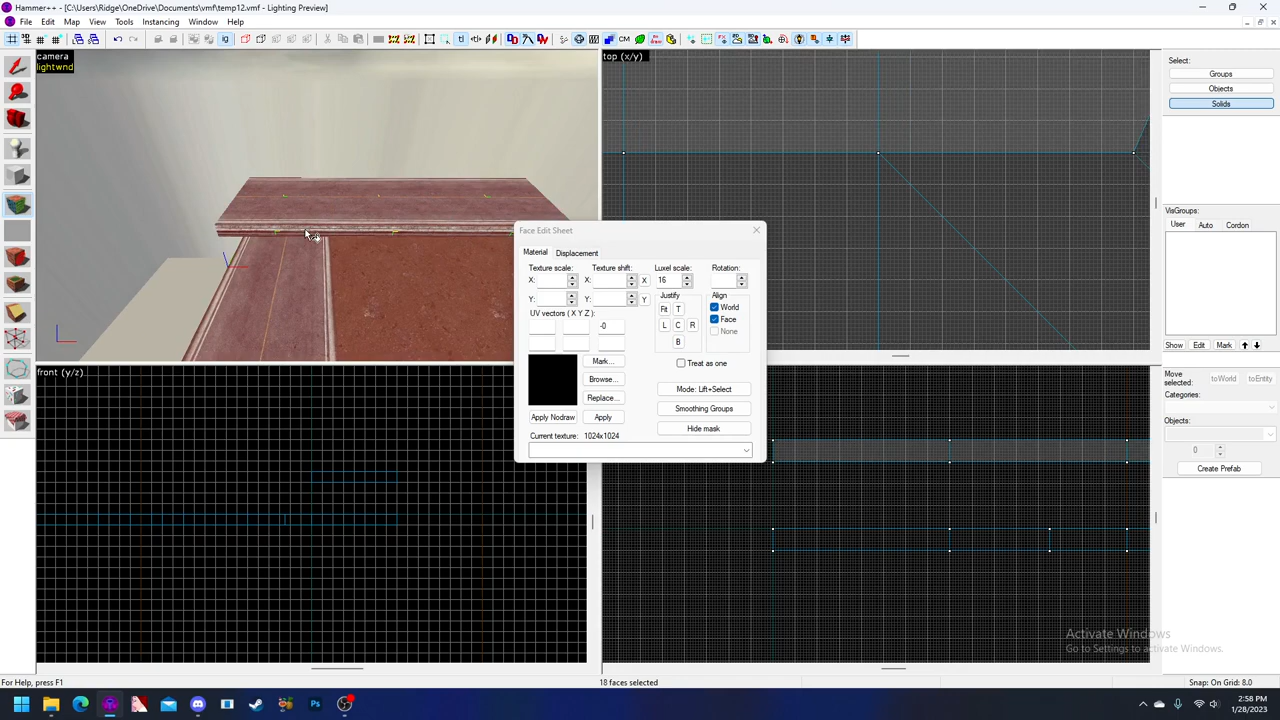 Hammer++ - [C:\Users\Ridge\OneDrive\Documents\vmf\temp12.vmf - Lighting Preview]
File Edit Map View Tools Instancing Window Help
camera
lightwnd
top (x/y)
front (y/z)
Face Edit Sheet
Material Displacement
Texture scale: Texture shift: Luxel scale: Rotation:
X: X: X 16
Y: Y: Y
Justify Align
Fit T World
L C R Face
B None
UV vectors ( X Y Z ):
-0
Treat as one
Mark...
Browse...
Replace...
Apply Nodraw Apply
Mode: Lift+Select
Smoothing Groups
Hide mask
Current texture: 1024x1024
Select:
Groups
Objects
Solids
VisGroups:
User Auto Cordon
Show Edit Mark
Move selected: toWorld toEntity
Categories:
Objects:
0
Create Prefab
Activate Windows
Go to Settings to activate Windows.
For Help, press F1
18 faces selected
Snap: On Grid: 8.0
2:58 PM
1/28/2023